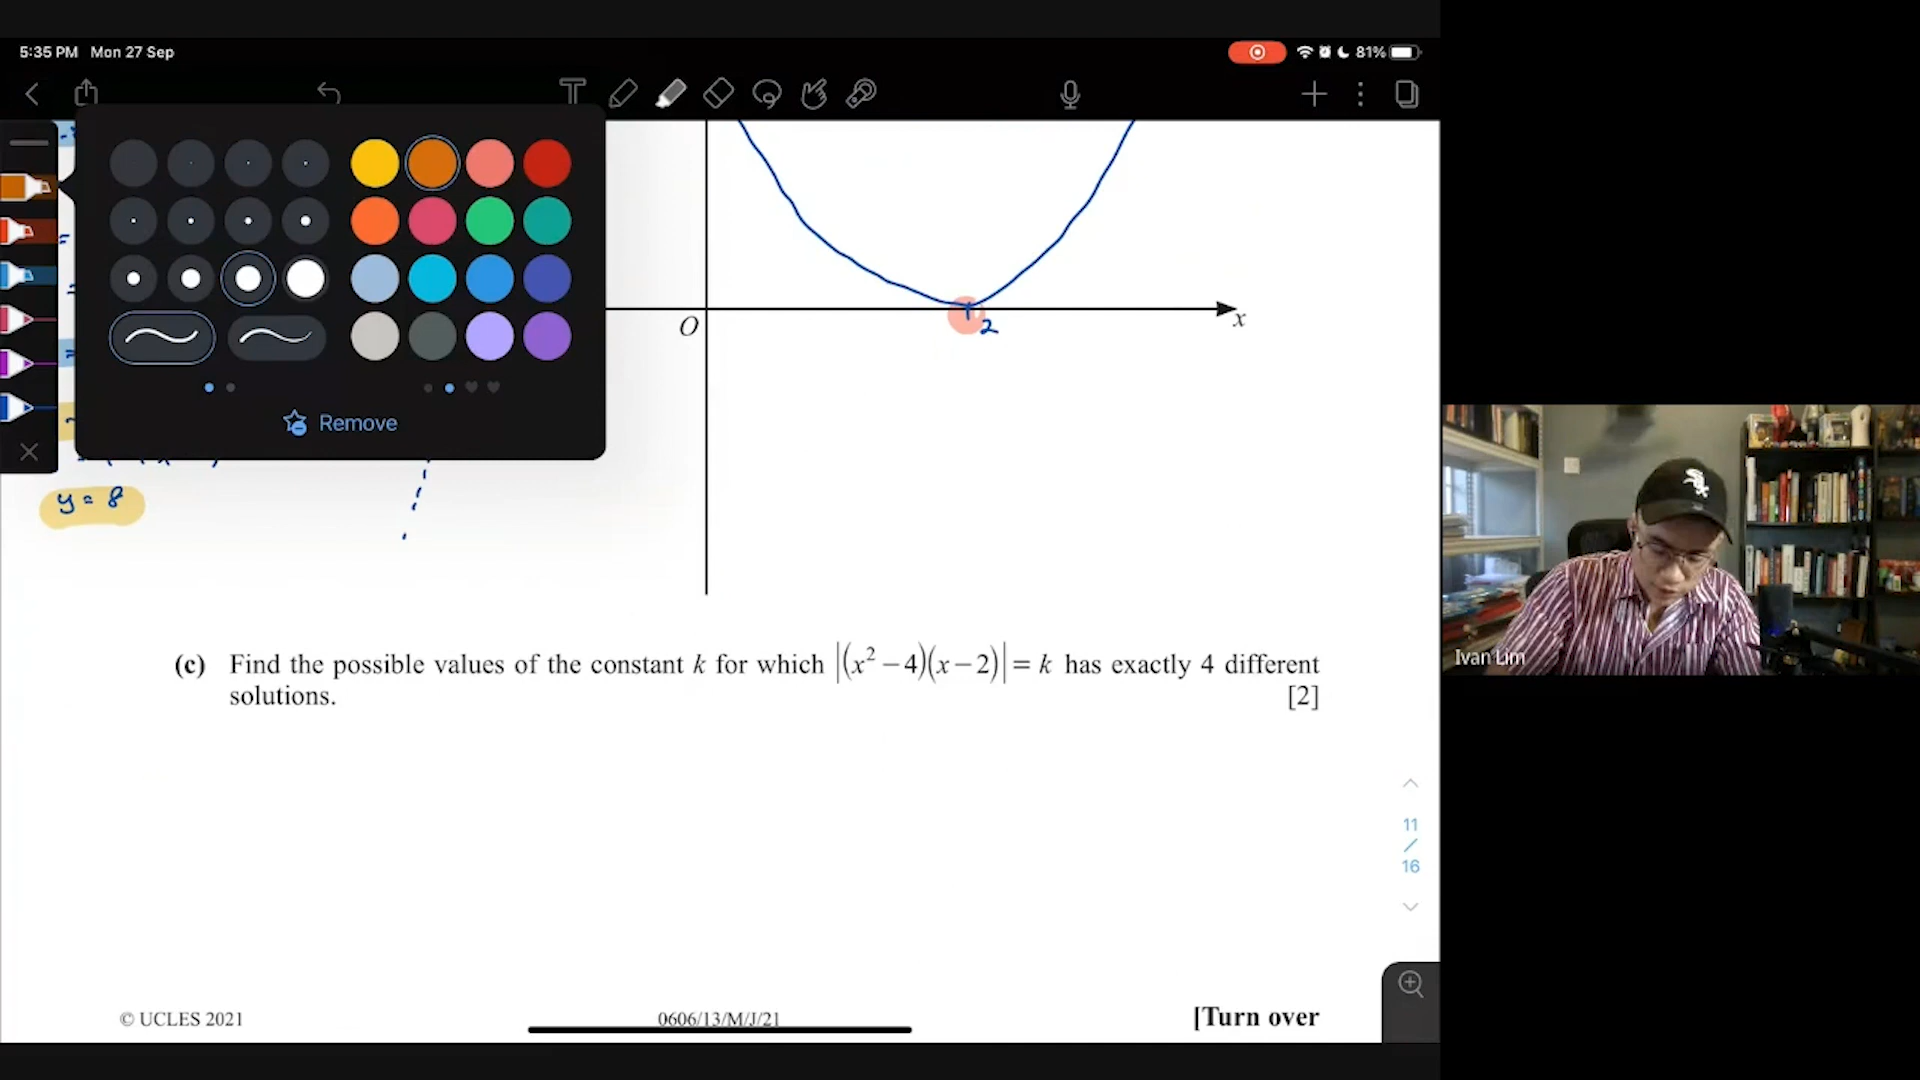 5:35 PM Mon 27 Sep
81%
T
Remove
O
x
2
y = 8
(c) Find the possible values of the constant k for which |(x² − 4)(x − 2)| = k has exactly 4 different
solutions. [2]
11
/
16
© UCLES 2021 0606/13/M/J/21 [Turn over
Ivan Lim